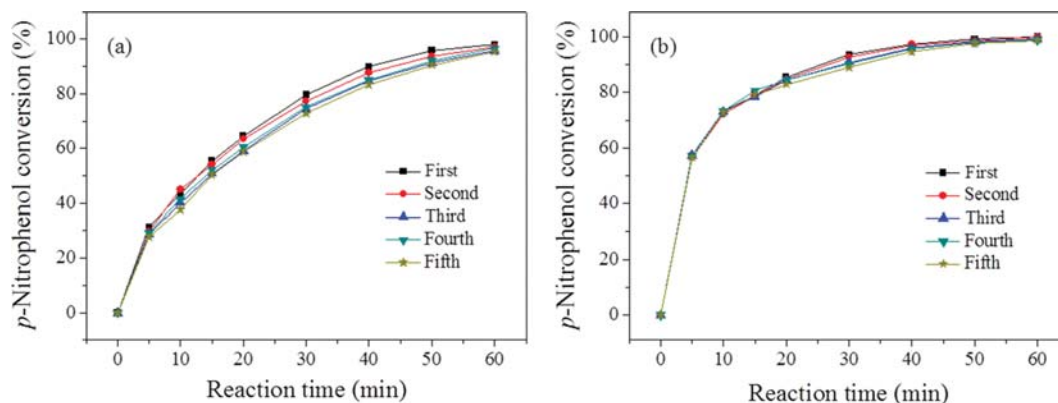 (a)
p-Nitrophenol conversion (%)
100
80
60
40
20
0
First
Second
Third
Fourth
Fifth
0 10 20 30 40 50 60
Reaction time (min)
(b)
p-Nitrophenol conversion (%)
100
80
60
40
20
0
First
Second
Third
Fourth
Fifth
0 10 20 30 40 50 60
Reaction time (min)